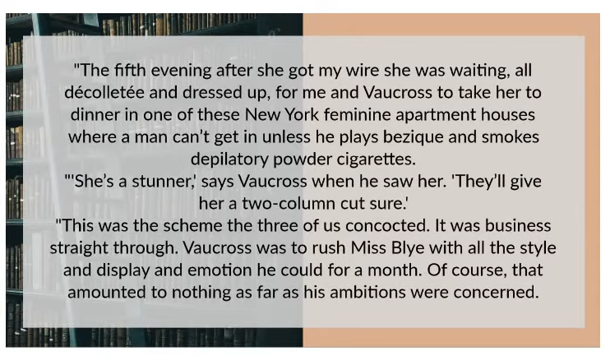 "The fifth evening after she got my wire she was waiting, all
décolletée and dressed up, for me and Vaucross to take her to
dinner in one of these New York feminine apartment houses
where a man can’t get in unless he plays bezique and smokes
depilatory powder cigarettes.
"'She’s a stunner,' says Vaucross when he saw her. 'They’ll give
her a two-column cut sure.'
"This was the scheme the three of us concocted. It was business
straight through. Vaucross was to rush Miss Blye with all the style
and display and emotion he could for a month. Of course, that
amounted to nothing as far as his ambitions were concerned.